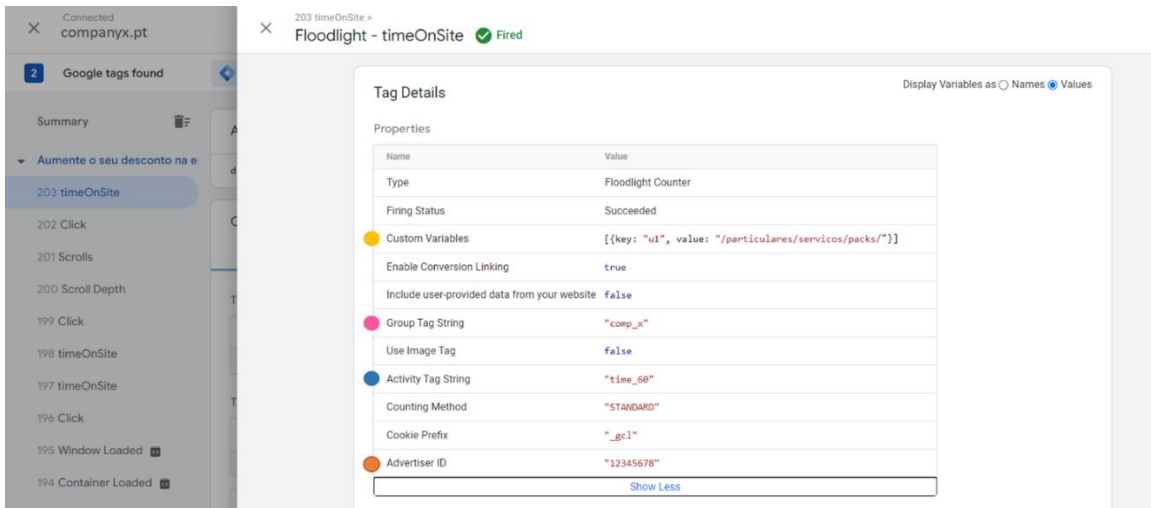 Connected
companyx.pt
2 Google tags found
Summary
Aumente o seu desconto na e
203 timeOnSite
202 Click
201 Scrolls
200 Scroll Depth
199 Click
198 timeOnSite
197 timeOnSite
196 Click
195 Window Loaded
194 Container Loaded
203 timeOnSite >
Floodlight - timeOnSite Fired
Tag Details
Display Variables as Names Values
Properties
Name Value
Type Floodlight Counter
Firing Status Succeeded
Custom Variables [{key: "u1", value: "/particulares/servicos/packs/"}]
Enable Conversion Linking true
Include user-provided data from your website false
Group Tag String "comp_x"
Use Image Tag false
Activity Tag String "time_60"
Counting Method "STANDARD"
Cookie Prefix "_gcl"
Advertiser ID "12345678"
Show Less